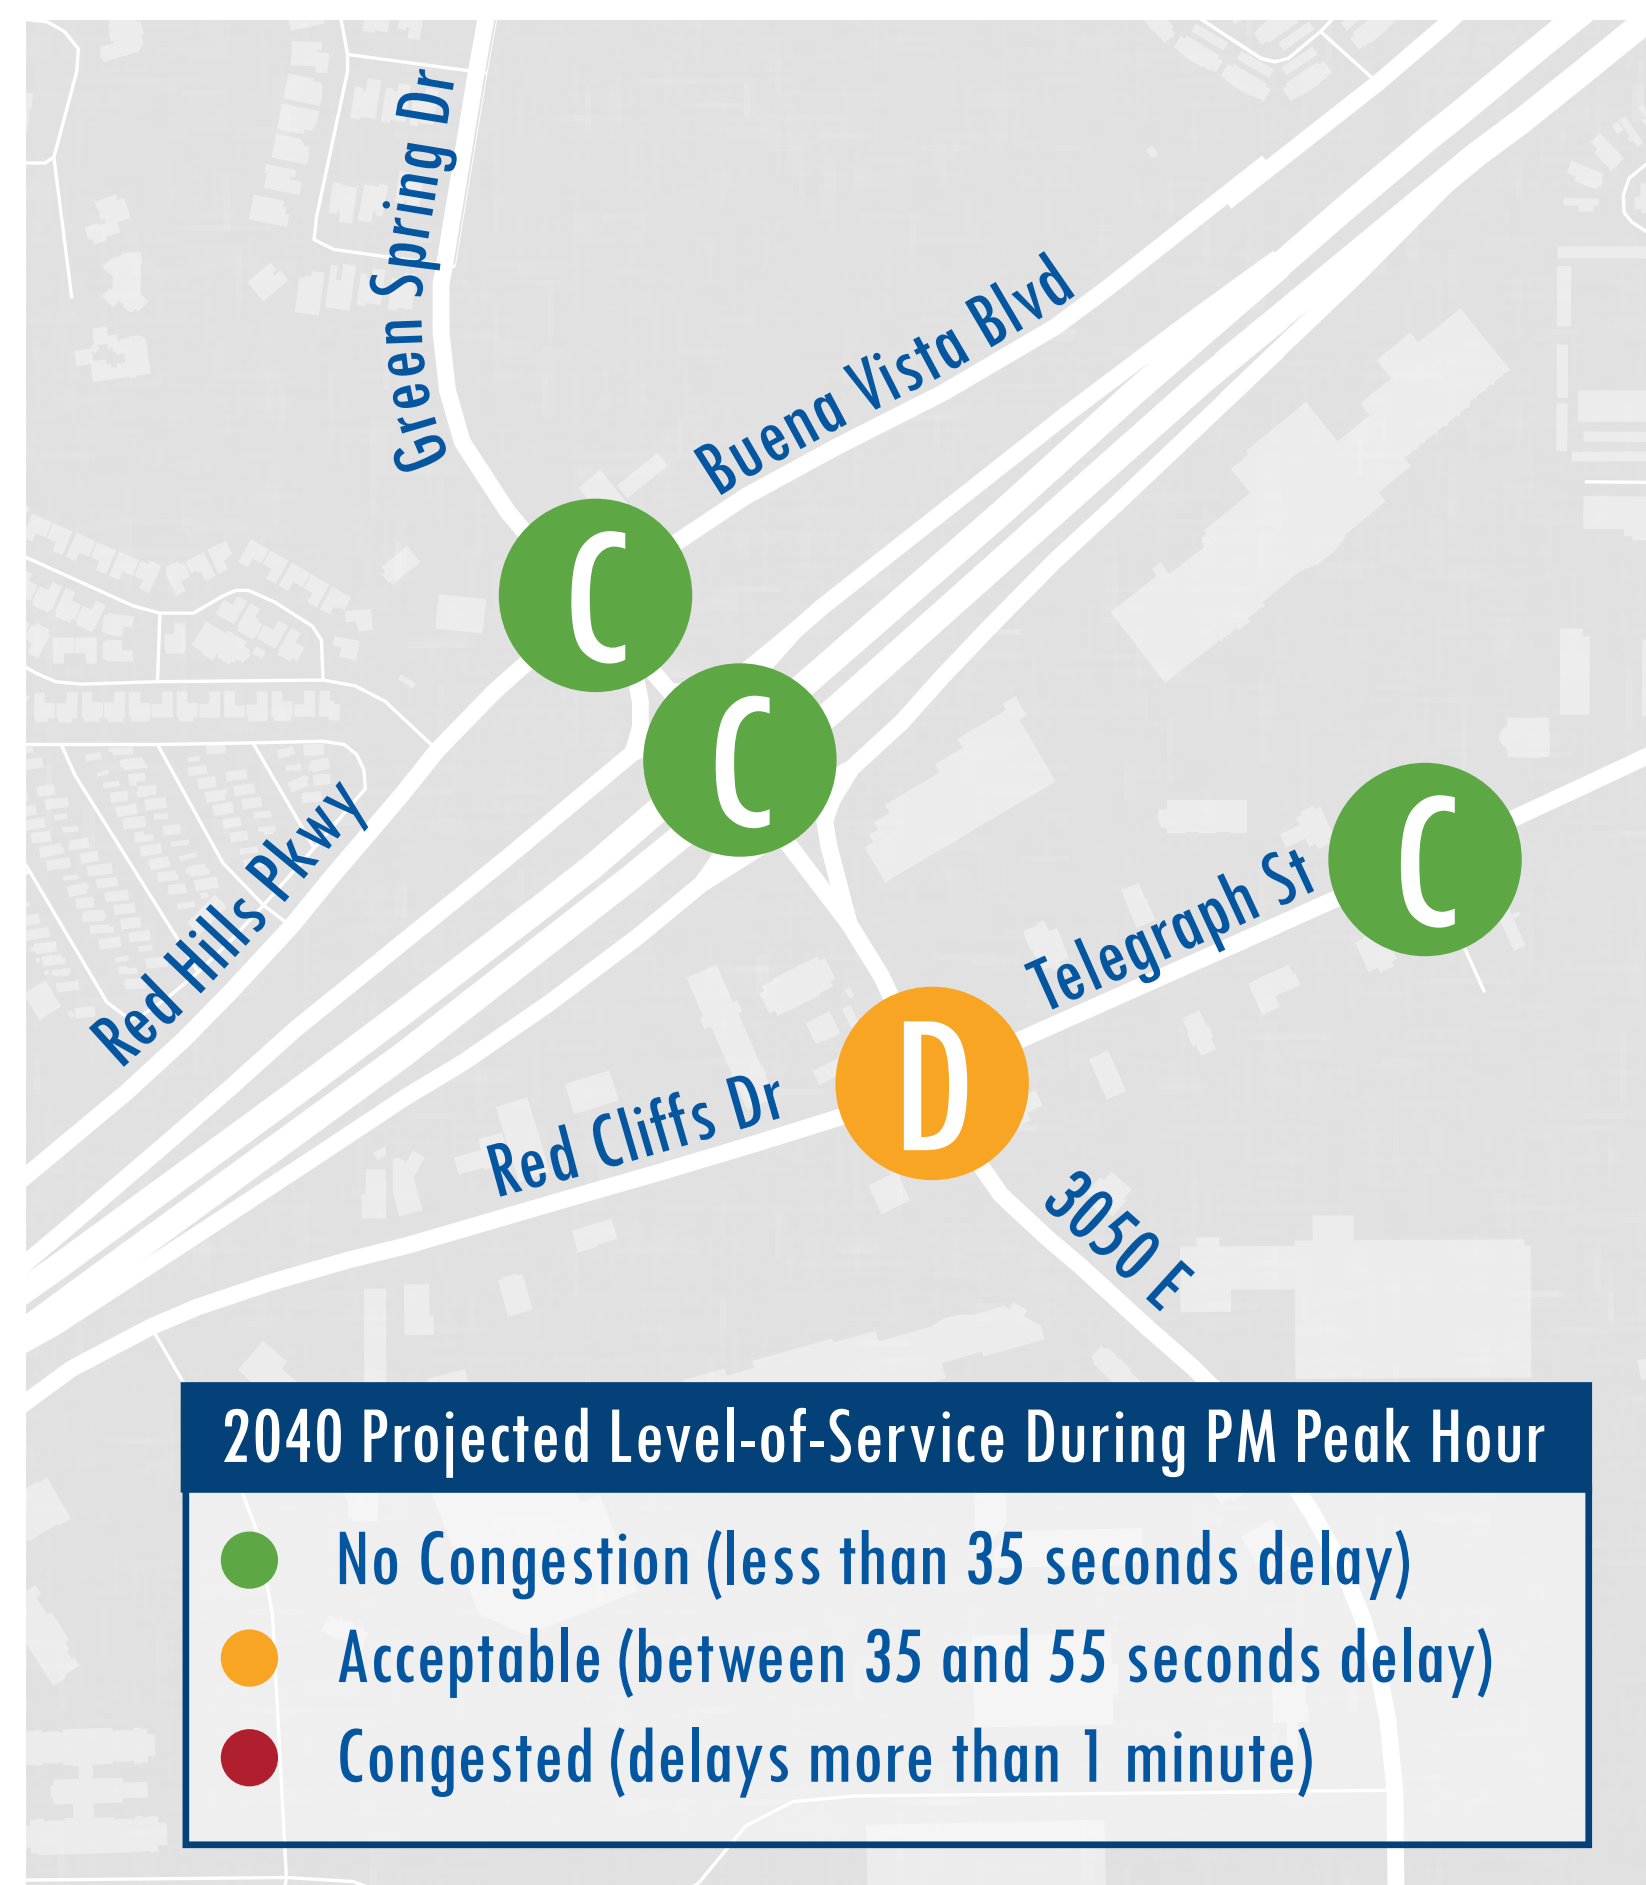 Green Spring Dr
Buena Vista Blvd
C
C
Red Hills Pkwy
C
Telegraph St
D
Red Cliffs Dr
3050 E
2040 Projected Level-of-Service During PM Peak Hour
No Congestion (less than 35 seconds delay)
Acceptable (between 35 and 55 seconds delay)
Congested (delays more than 1 minute)